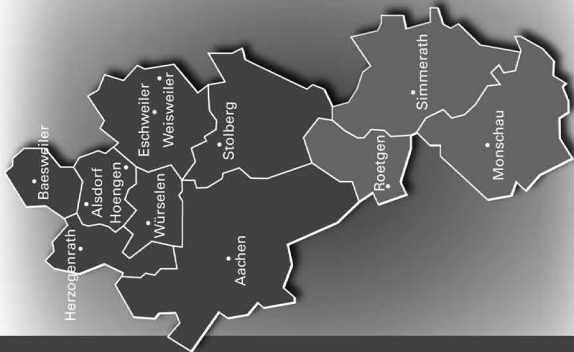 Baesweiler
Herzogenrath
Alsdorf
Hoengen
Würselen
Eschweiler
Weisweiler
Stolberg
Aachen
Roetgen
Simmerath
Monschau